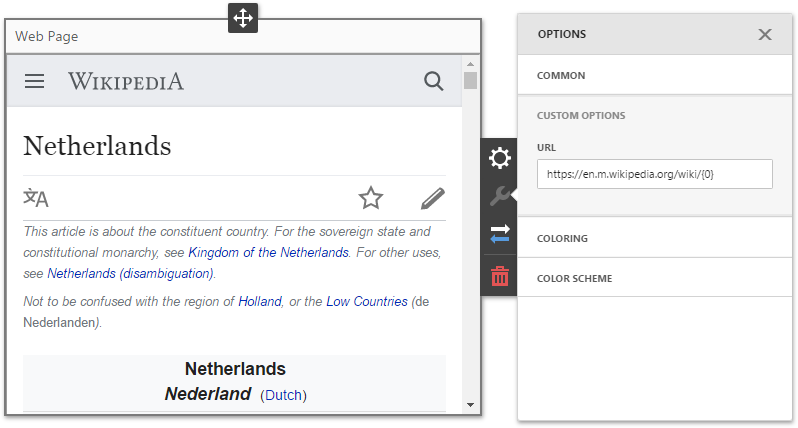 Web Page
WIKIPEDIA
Netherlands
文A
This article is about the constituent country. For the sovereign state and
constitutional monarchy, see Kingdom of the Netherlands. For other uses,
see Netherlands (disambiguation).
Not to be confused with the region of Holland, or the Low Countries (de
Nederlanden).
Netherlands
Nederland (Dutch)
OPTIONS
COMMON
CUSTOM OPTIONS
URL
https://en.m.wikipedia.org/wiki/{0}
COLORING
COLOR SCHEME